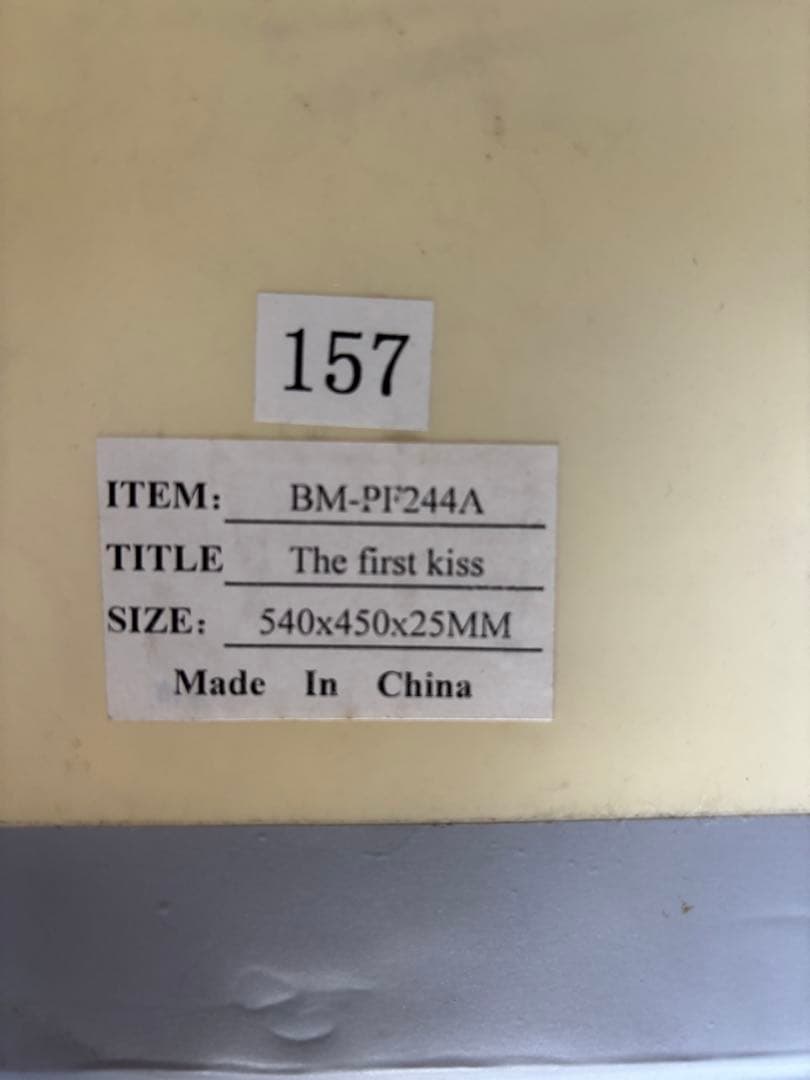 157
ITEM: BM-PF244A
TITLE The first kiss
SIZE: 540x450x25MM
Made In China